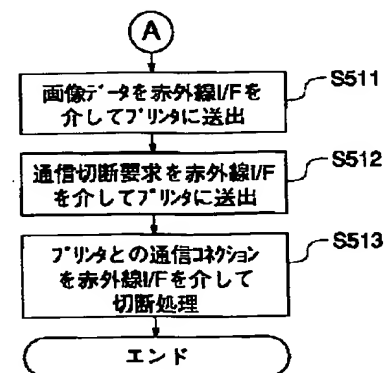 A
画像データを赤外線I/Fを
介してプリンタに送出
S511
通信切断要求を赤外線I/F
を介してプリンタに送出
S512
プリンタとの通信コネクション
を赤外線I/Fを介して
切断処理
S513
エンド